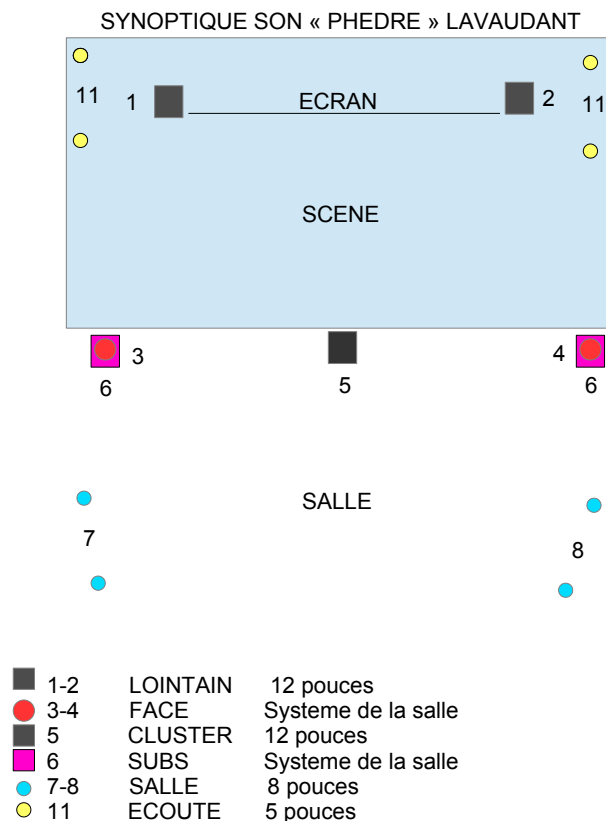 SYNOPTIQUE SON « PHEDRE » LAVAUDANT
11 1 ECRAN 2 11
SCENE
3 4
6 5 6
SALLE
7 8
1-2 LOINTAIN 12 pouces
3-4 FACE Systeme de la salle
5 CLUSTER 12 pouces
6 SUBS Systeme de la salle
7-8 SALLE 8 pouces
11 ECOUTE 5 pouces